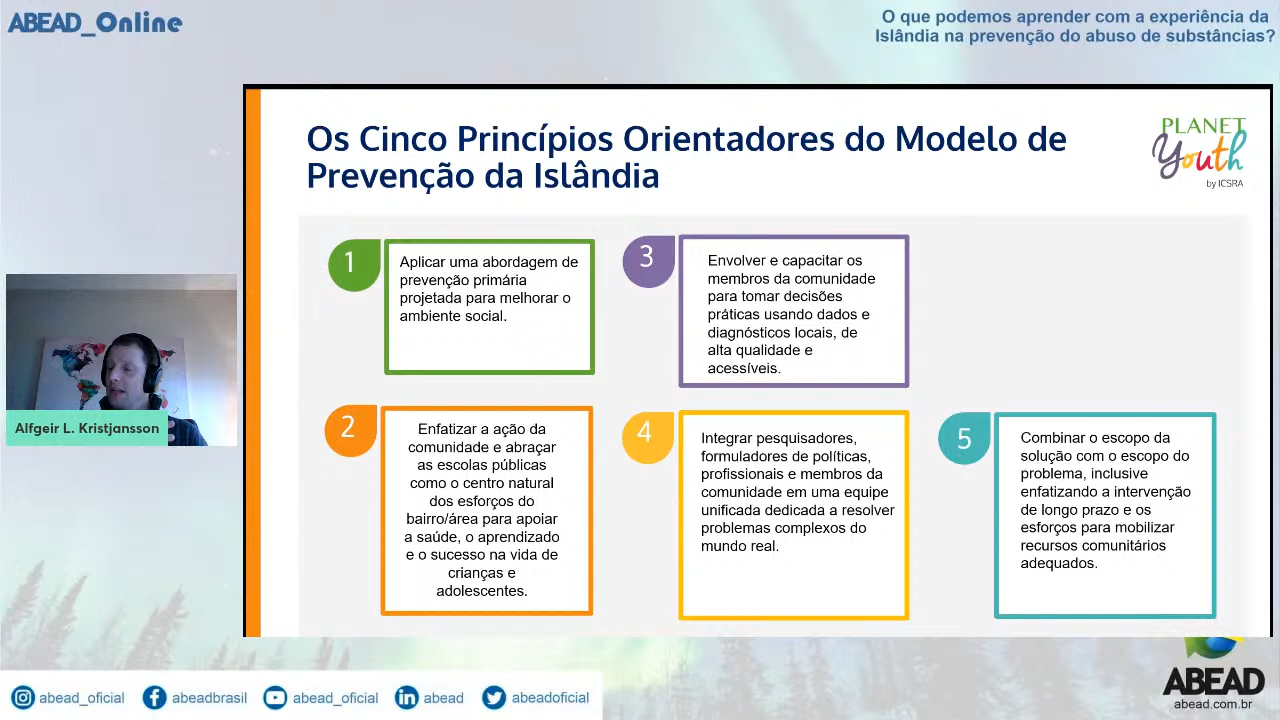 ABEAD_Online
O que podemos aprender com a experiência da
Islândia na prevenção do abuso de substâncias?
Os Cinco Princípios Orientadores do Modelo de
Prevenção da Islândia
PLANET
Youth
by ICSRA
1
Aplicar uma abordagem de
prevenção primária
projetada para melhorar o
ambiente social.
2
Enfatizar a ação da
comunidade e abraçar
as escolas públicas
como o centro natural
dos esforços do
bairro/área para apoiar
a saúde, o aprendizado
e o sucesso na vida de
crianças e
adolescentes.
3
Envolver e capacitar os
membros da comunidade
para tomar decisões
práticas usando dados e
diagnósticos locais, de
alta qualidade e
acessíveis.
4
Integrar pesquisadores,
formuladores de políticas,
profissionais e membros da
comunidade em uma equipe
unificada dedicada a resolver
problemas complexos do
mundo real.
5
Combinar o escopo da
solução com o escopo do
problema, inclusive
enfatizando a intervenção
de longo prazo e os
esforços para mobilizar
recursos comunitários
adequados.
Alfgeir L. Kristjansson
abead_oficial
abeadbrasil
abead_oficial
abead
abeadoficial
ABEAD
abead.com.br